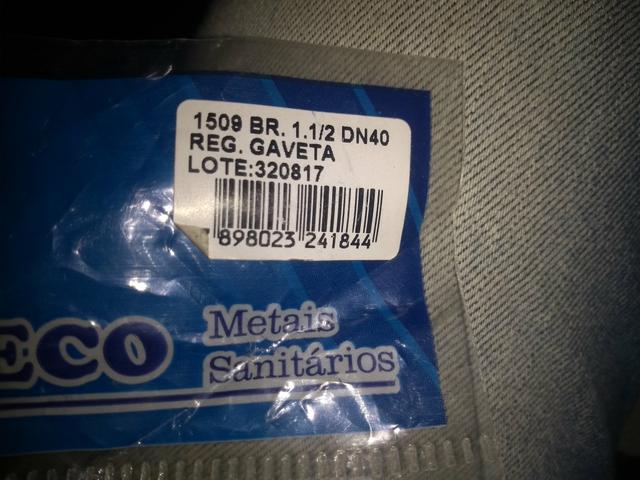 1509 BR. 1.1/2 DN40
REG. GAVETA
LOTE:320817
898023 241844
ECO
Metais
Sanitários